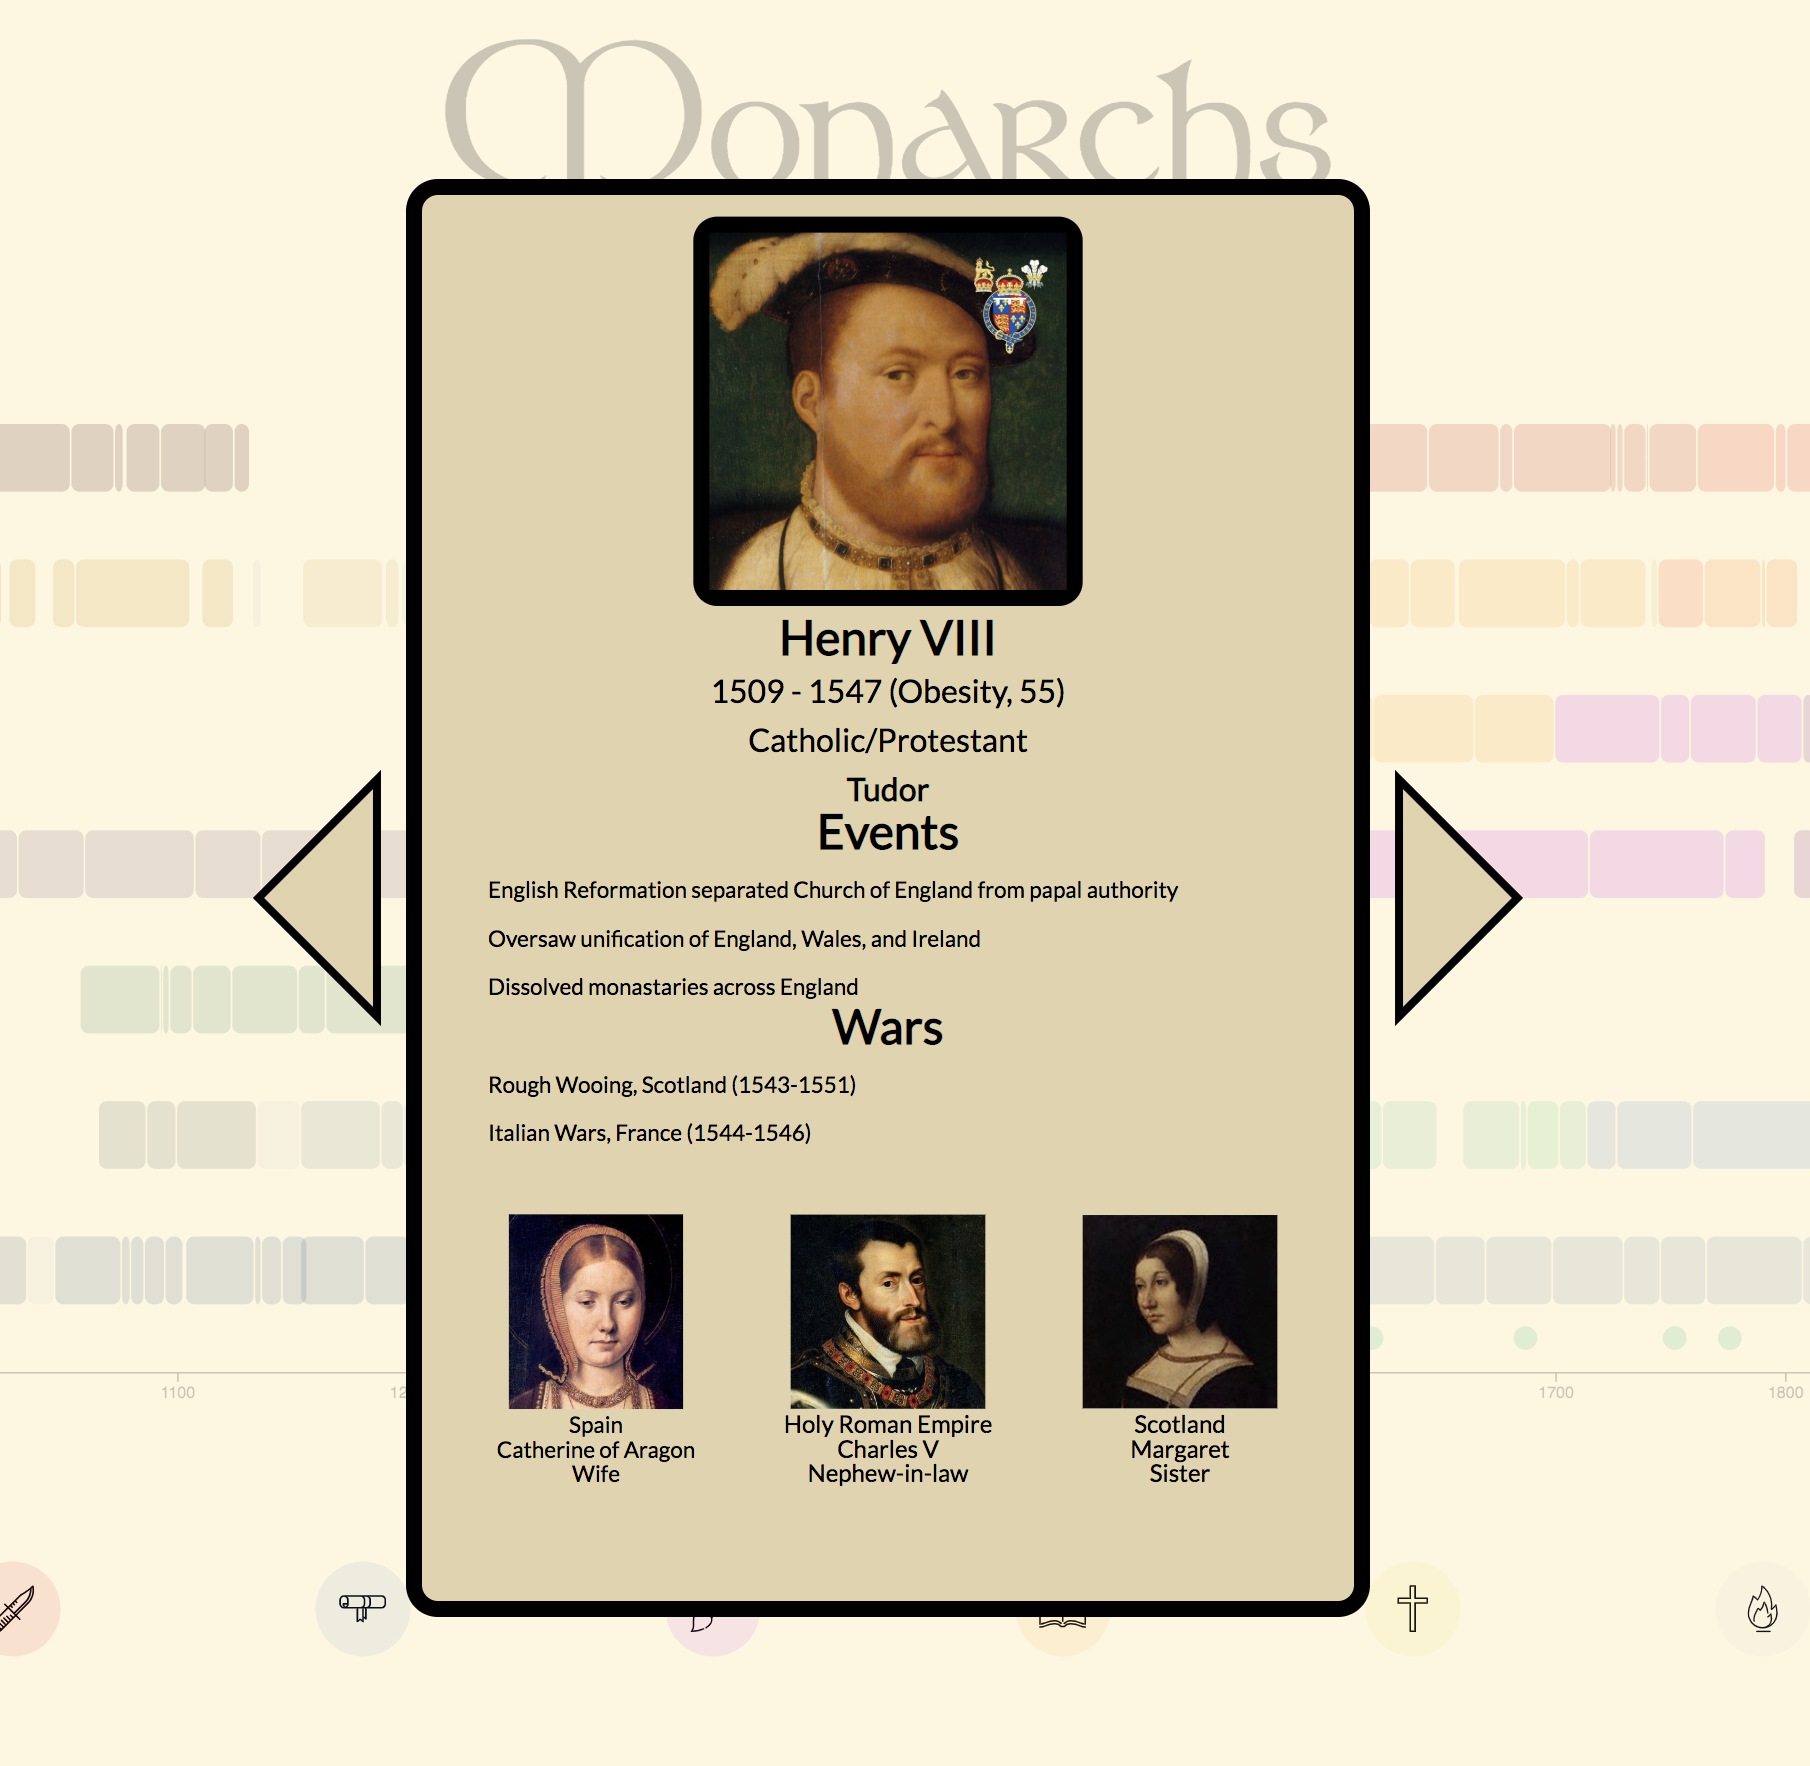 Monarchs
Henry VIII
1509 - 1547 (Obesity, 55)
Catholic/Protestant
Tudor
Events
English Reformation separated Church of England from papal authority
Oversaw unification of England, Wales, and Ireland
Dissolved monastaries across England
Wars
Rough Wooing, Scotland (1543-1551)
Italian Wars, France (1544-1546)
1100
12
1700
1800
Spain
Catherine of Aragon
Wife
Holy Roman Empire
Charles V
Nephew-in-law
Scotland
Margaret
Sister